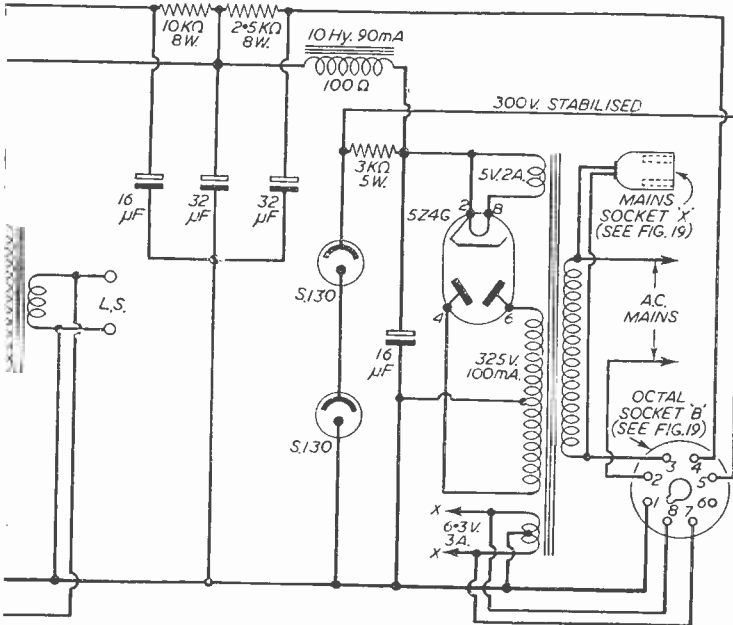 10KΩ
8W.
2·5KΩ
8W.
10 Hy. 90mA
100Ω
300V. STABILISED
3KΩ
5W.
5V.2A.
MAINS
SOCKET 'X'
(SEE FIG. 19)
16
µF
32
µF
32
µF
5Z4G
2
8
S.130
L.S.
4
6
A.C.
MAINS
16
µF
325V.
100mA.
OCTAL
SOCKET 'B'
(SEE FIG.19)
S.130
3
4
2
5
1
6
8
7
X
6·3V.
3A.
X